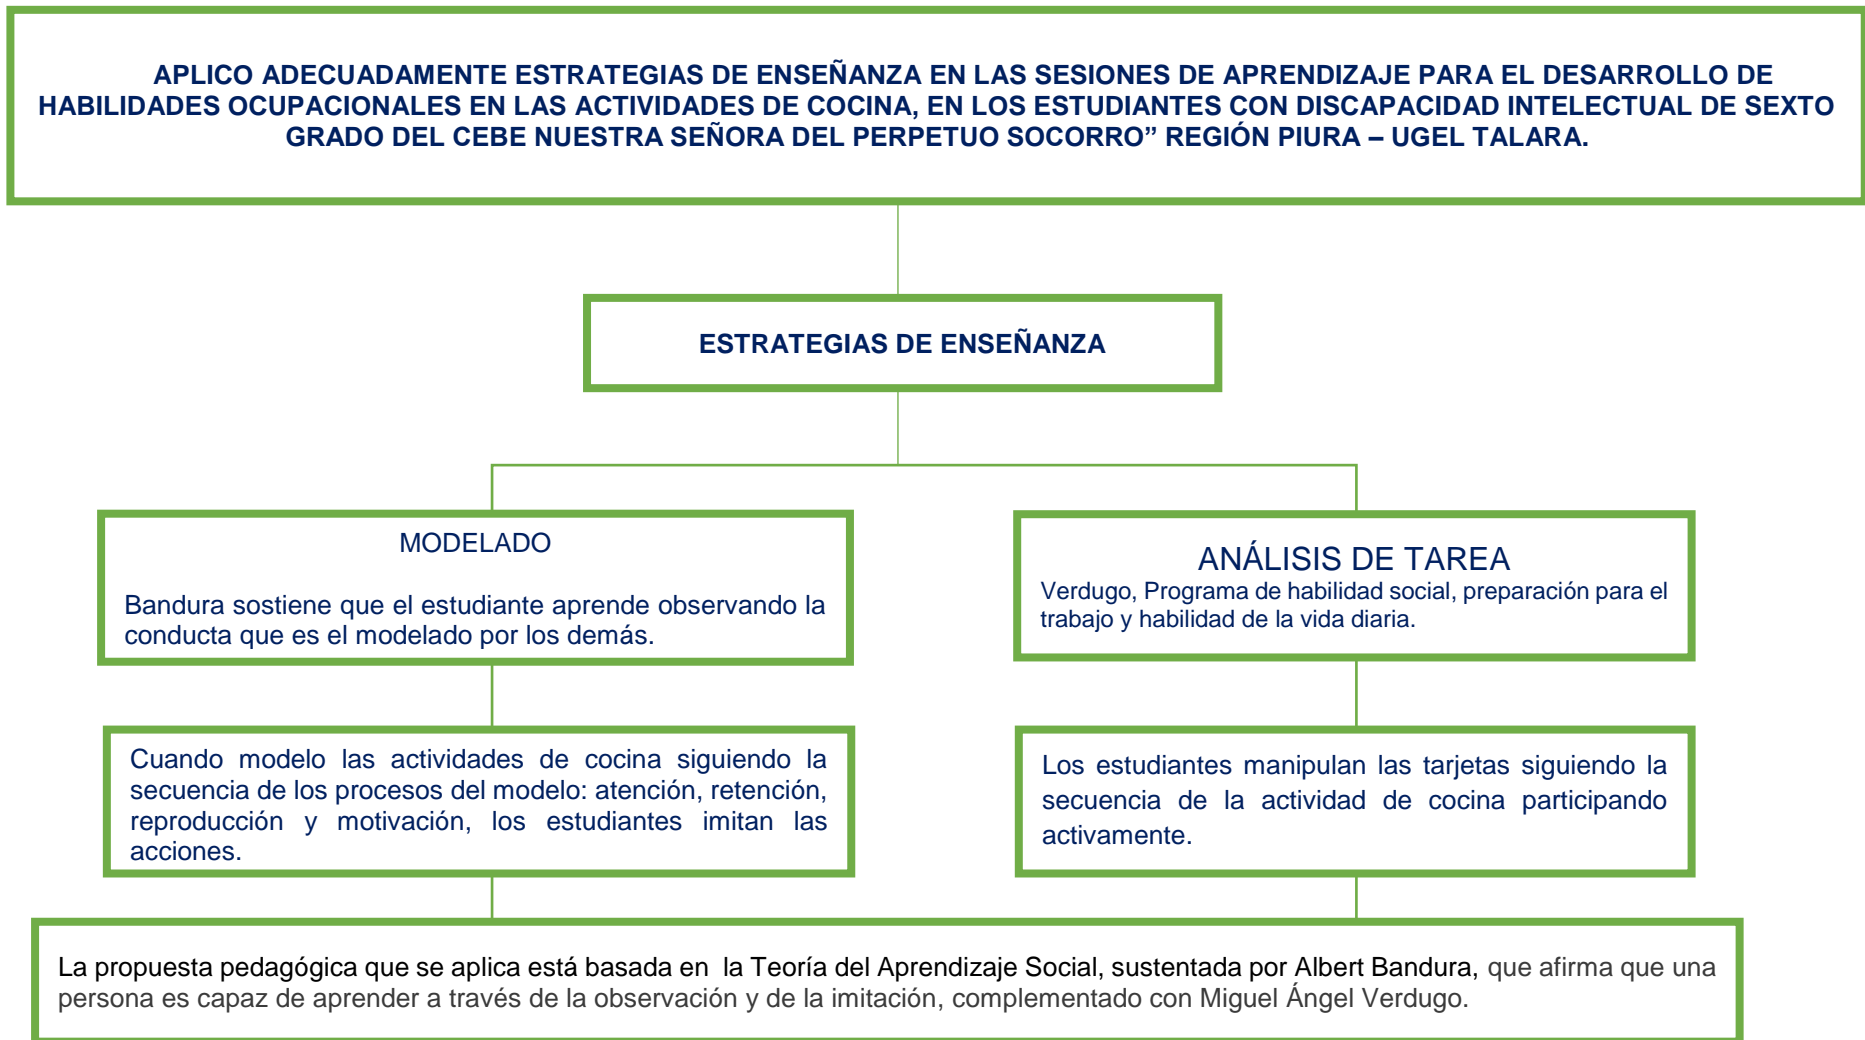 APLICO ADECUADAMENTE ESTRATEGIAS DE ENSEÑANZA EN LAS SESIONES DE APRENDIZAJE PARA EL DESARROLLO DE
HABILIDADES OCUPACIONALES EN LAS ACTIVIDADES DE COCINA, EN LOS ESTUDIANTES CON DISCAPACIDAD INTELECTUAL DE SEXTO
GRADO DEL CEBE NUESTRA SEÑORA DEL PERPETUO SOCORRO” REGIÓN PIURA – UGEL TALARA.
ESTRATEGIAS DE ENSEÑANZA
MODELADO
Bandura sostiene que el estudiante aprende observando la
conducta que es el modelado por los demás.
ANÁLISIS DE TAREA
Verdugo, Programa de habilidad social, preparación para el
trabajo y habilidad de la vida diaria.
Cuando modelo las actividades de cocina siguiendo la
secuencia de los procesos del modelo: atención, retención,
reproducción y motivación, los estudiantes imitan las
acciones.
Los estudiantes manipulan las tarjetas siguiendo la
secuencia de la actividad de cocina participando
activamente.
La propuesta pedagógica que se aplica está basada en la Teoría del Aprendizaje Social, sustentada por Albert Bandura, que afirma que una
persona es capaz de aprender a través de la observación y de la imitación, complementado con Miguel Ángel Verdugo.